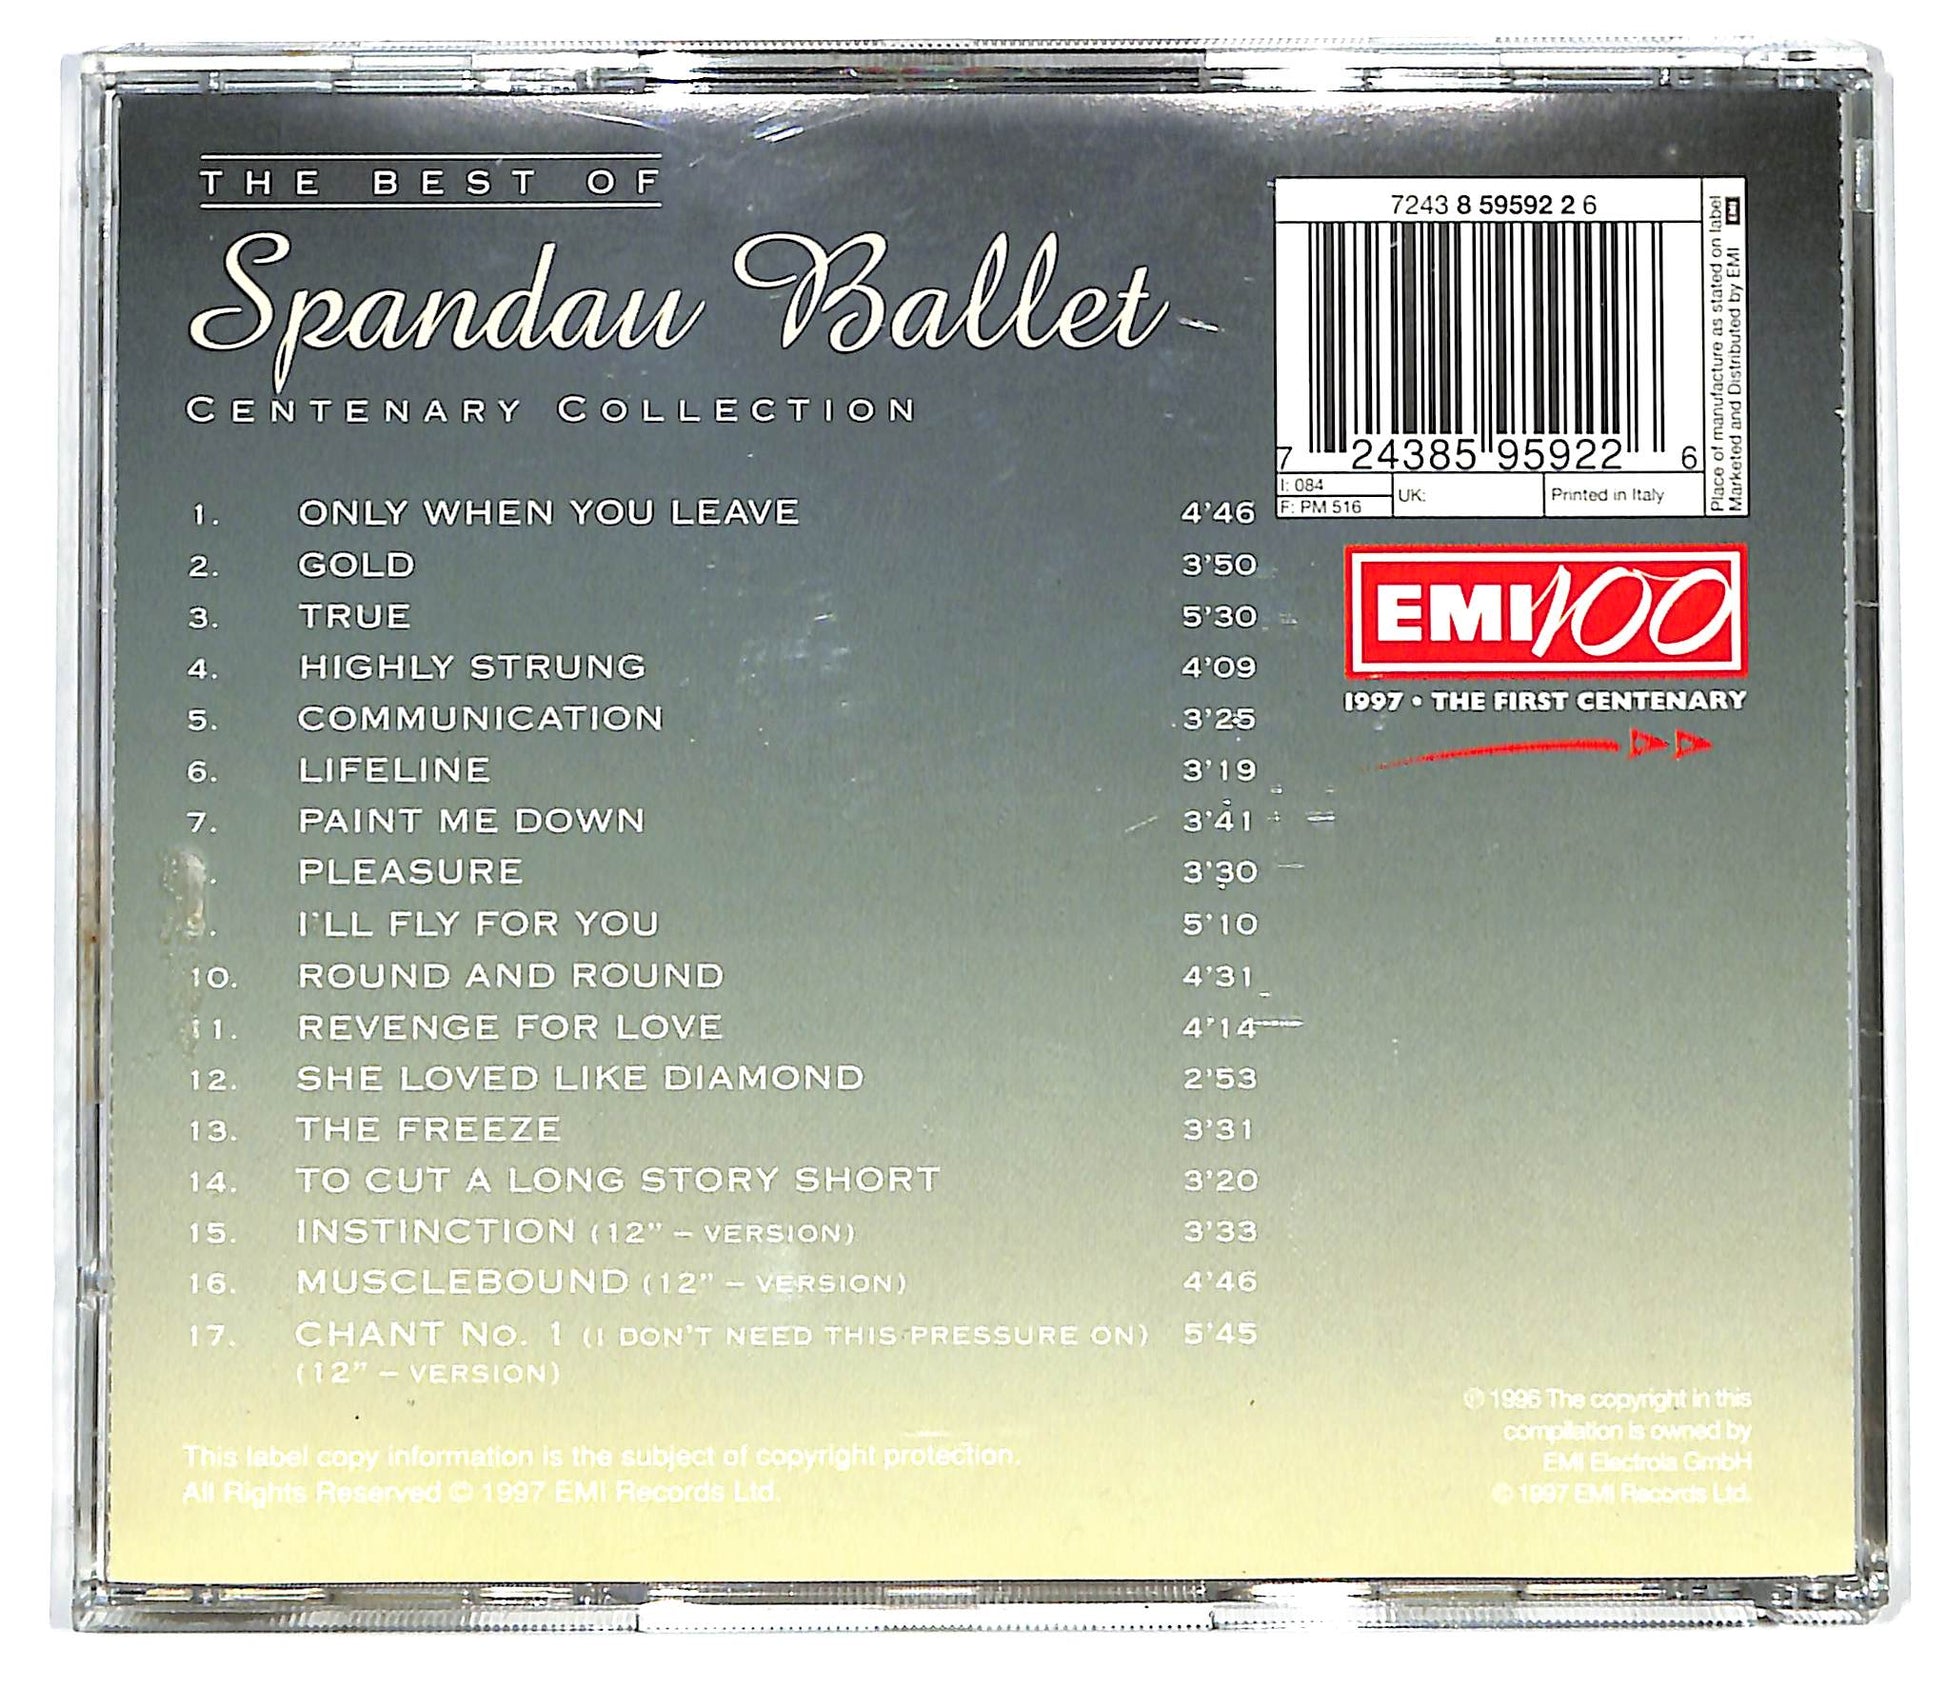 THE BEST OF
Spandau Ballet
CENTENARY COLLECTION
1. ONLY WHEN YOU LEAVE 4'46
2. GOLD 3'50
3. TRUE 5'30
4. HIGHLY STRUNG 4'09
5. COMMUNICATION 3'25
6. LIFELINE 3'19
7. PAINT ME DOWN 3'41
. PLEASURE 3'30
. I'LL FLY FOR YOU 5'10
10. ROUND AND ROUND 4'31
11. REVENGE FOR LOVE 4'14
12. SHE LOVED LIKE DIAMOND 2'53
13. THE FREEZE 3'31
14. TO CUT A LONG STORY SHORT 3'20
15. INSTINCTION (12” – VERSION) 3'33
16. MUSCLEBOUND (12” – VERSION) 4'46
17. CHANT NO. 1 (I DON'T NEED THIS PRESSURE ON) 5'45
(12” – VERSION)
This label copy information is the subject of copyright protection.
All Rights Reserved © 1997 EMI Records Ltd.
7243 8 59592 2 6
7 24385 95922 6
I: 084
F: PM 516
UK:
Printed in Italy
Place of manufacture as stated on label
Marketed and Distributed by EMI
EMI
EMI 100
1997 • THE FIRST CENTENARY
℗ 1996 The copyright in this
compilation is owned by
EMI Electrola GmbH
© 1997 EMI Records Ltd.